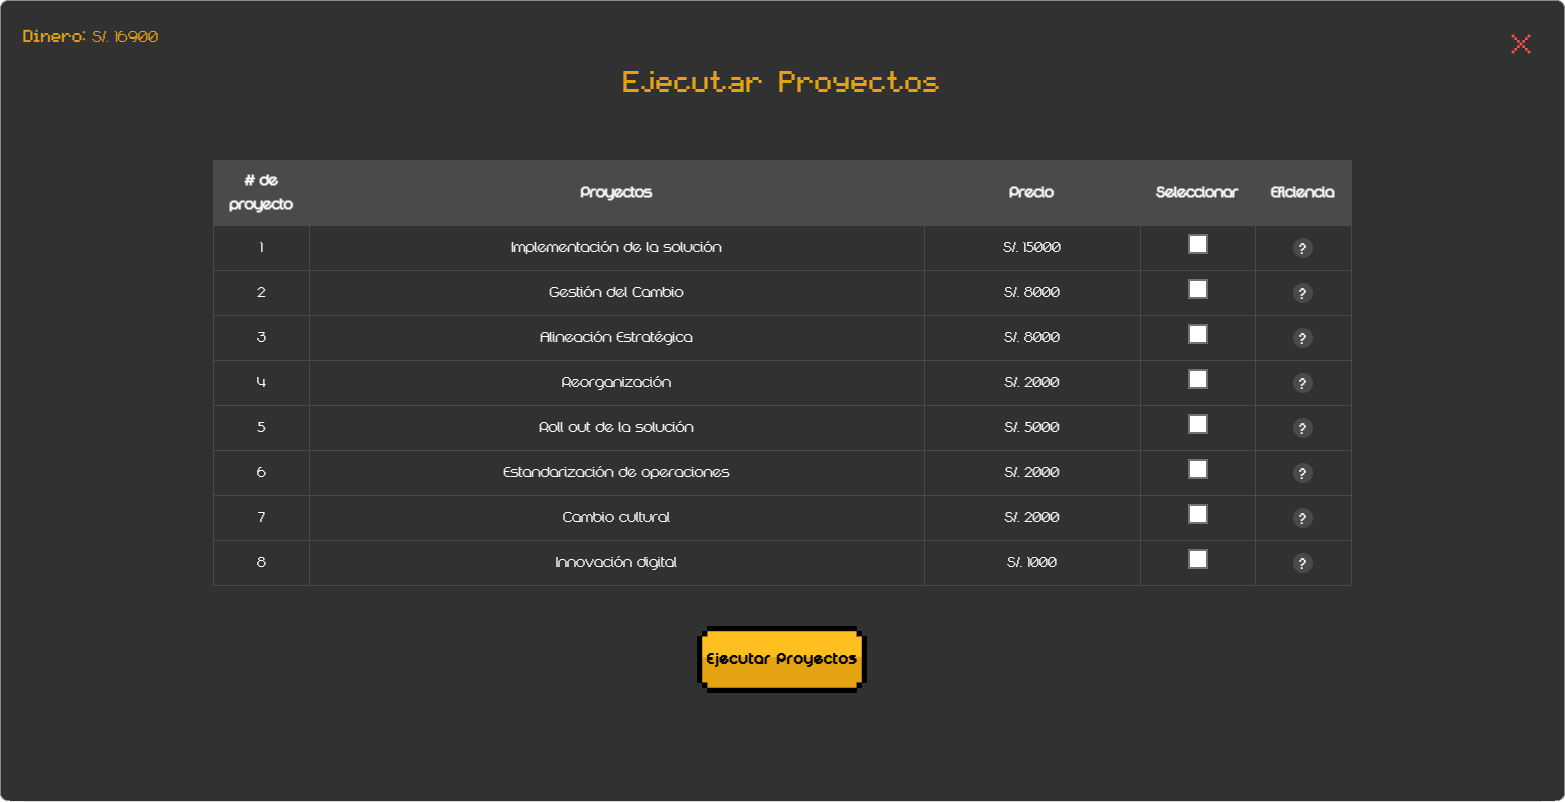 Dinero: S/. 16900
Ejecutar Proyectos
# de proyecto Proyectos Precio Seleccionar Eficiencia
1 Implementación de la solución S/. 15000 ?
2 Gestión del Cambio S/. 8000 ?
3 Alineación Estratégica S/. 8000 ?
4 Reorganización S/. 2000 ?
5 Roll out de la solución S/. 5000 ?
6 Estandarización de operaciones S/. 2000 ?
7 Cambio cultural S/. 2000 ?
8 Innovación digital S/. 1000 ?
Ejecutar Proyectos